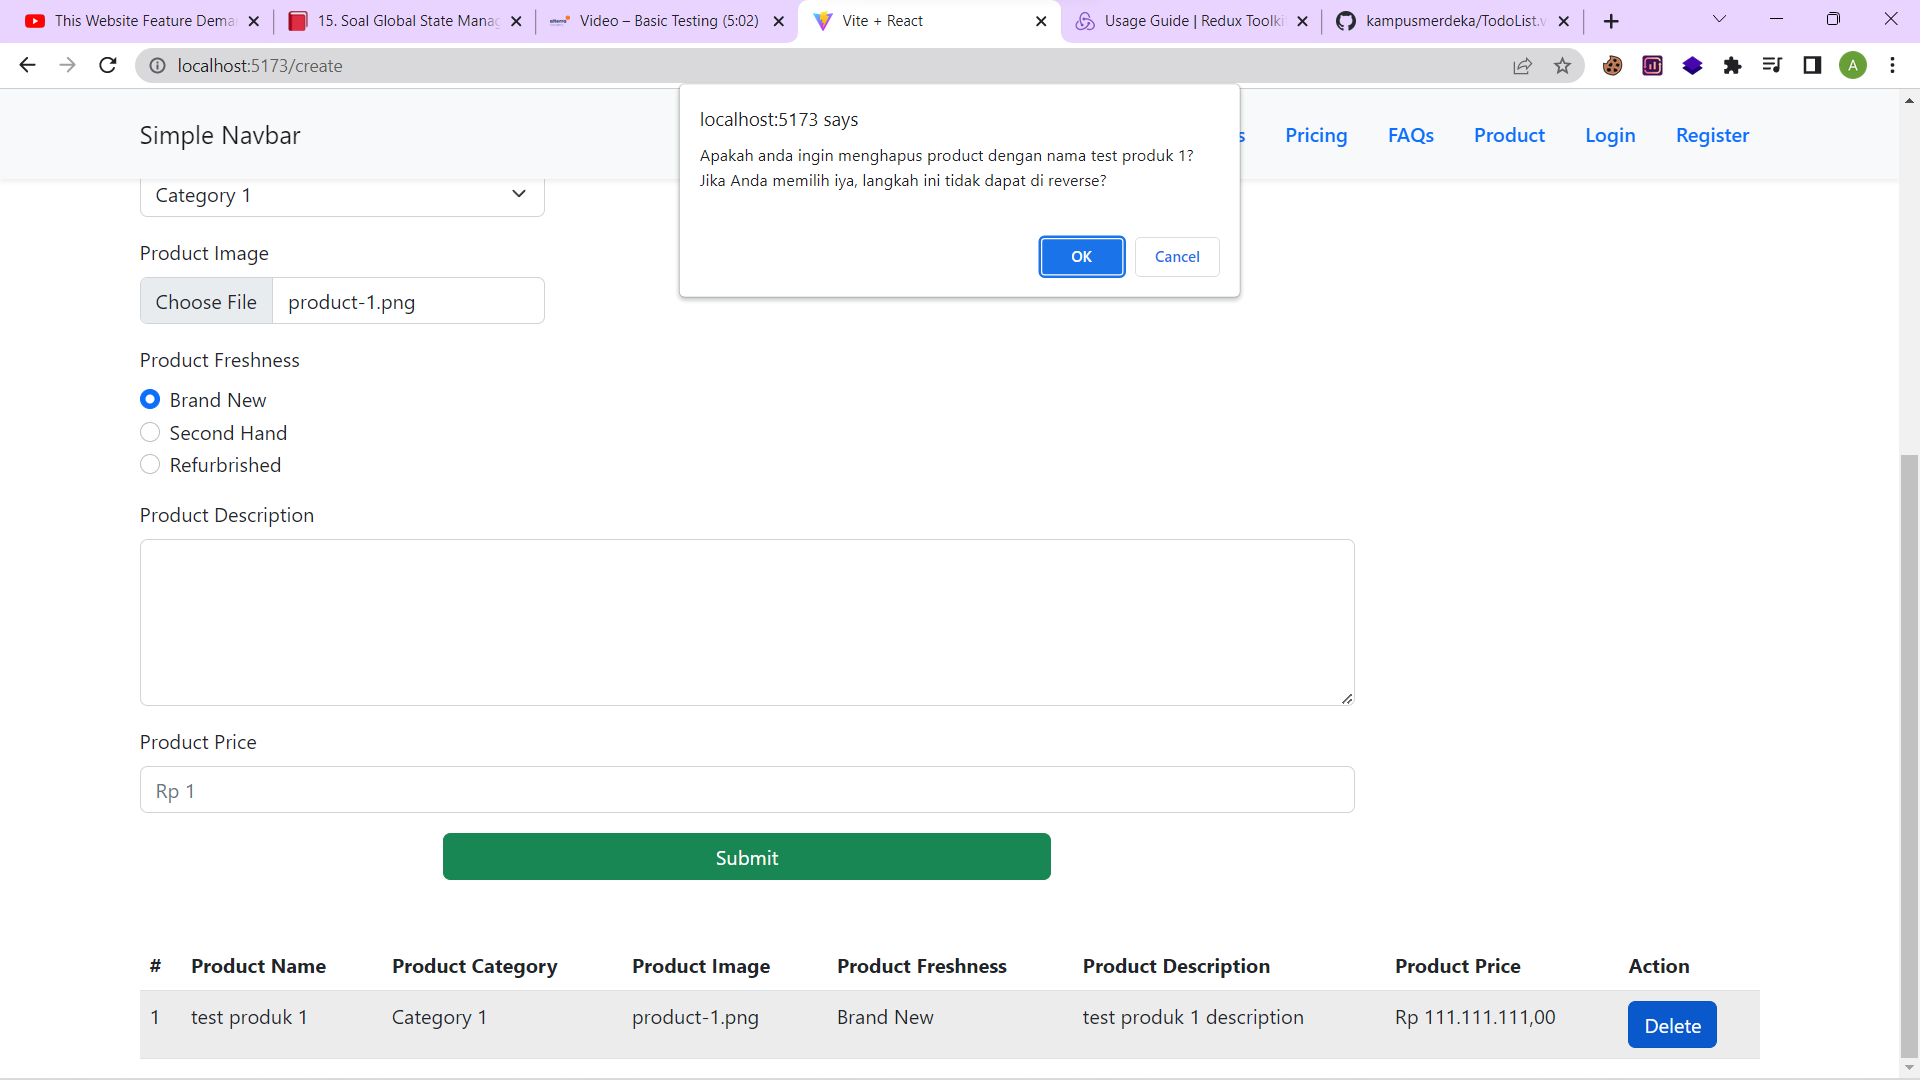 This Website Feature Dema
15. Soal Global State Manag
Video – Basic Testing (5:02)
Vite + React
Usage Guide | Redux Toolki
kampusmerdeka/TodoList.v
localhost:5173/create
A
Simple Navbar
s
Pricing
FAQs
Product
Login
Register
localhost:5173 says
Apakah anda ingin menghapus product dengan nama test produk 1?
Jika Anda memilih iya, langkah ini tidak dapat di reverse?
OK
Cancel
Category 1
Product Image
Choose File
product-1.png
Product Freshness
Brand New
Second Hand
Refurbrished
Product Description
Product Price
Rp 1
Submit
# Product Name Product Category Product Image Product Freshness Product Description Product Price Action
1 test produk 1 Category 1 product-1.png Brand New test produk 1 description Rp 111.111.111,00 Delete